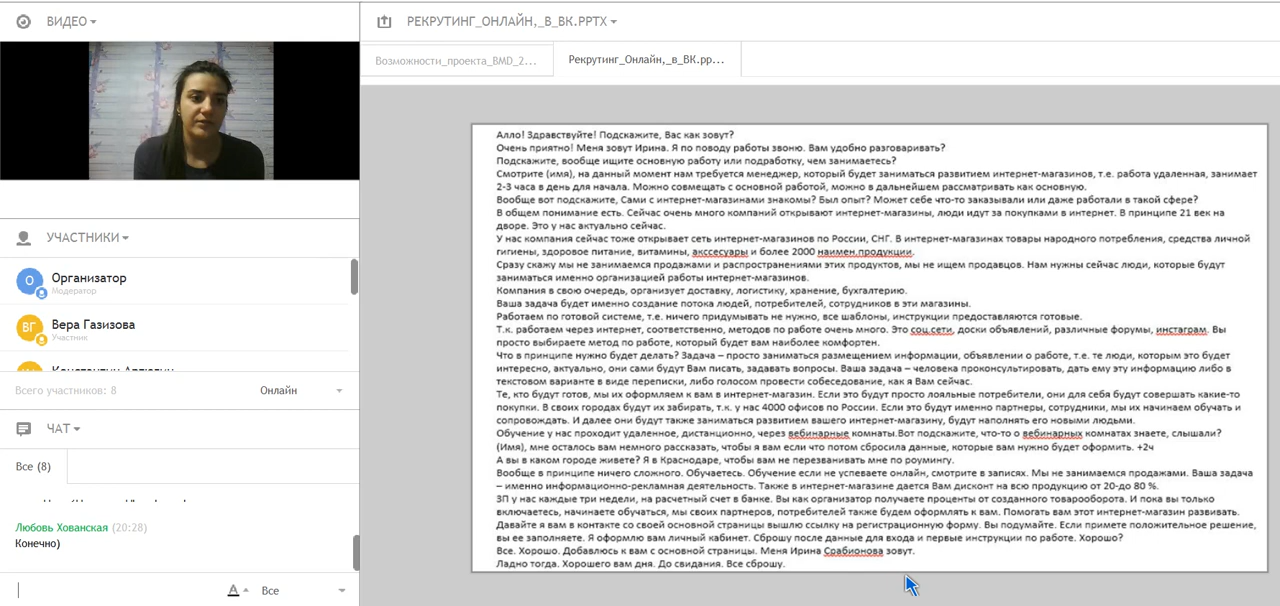 ВИДЕО
РЕКРУТИНГ_ОНЛАЙН,_В_ВК.PPTX
Возможности_проекта_BMD_2...
Рекрутинг_Онлайн,_в_ВК.pp...
УЧАСТНИКИ
О
Организатор
Модератор
ВГ
Вера Газизова
Участник
Всего участников: 8
Онлайн
ЧАТ
Все (8)
Любовь Хованская (20:28)
Конечно)
А
Все
Алло! Здравствуйте! Подскажите, Вас как зовут?
Очень приятно! Меня зовут Ирина. Я по поводу работы звоню. Вам удобно разговаривать?
Подскажите, вообще ищите основную работу или подработку, чем занимаетесь?
Смотрите (имя), на данный момент нам требуется менеджер, который будет заниматься развитием интернет-магазинов, т.е. работа удаленная, занимает
2-3 часа в день для начала. Можно совмещать с основной работой, можно в дальнейшем рассматривать как основную.
Вообще вот подскажите, Сами с интернет-магазинами знакомы? Был опыт? Может себе что-то заказывали или даже работали в такой сфере?
В общем понимание есть. Сейчас очень много компаний открывают интернет-магазины, люди идут за покупками в интернет. В принципе 21 век на
дворе. Это у нас актуально сейчас.
У нас компания сейчас тоже открывает сеть интернет-магазинов по России, СНГ. В интернет-магазинах товары народного потребления, средства личной
гигиены, здоровое питание, витамины, акссесуары и более 2000 наимен.продукции.
Сразу скажу мы не занимаемся продажами и распространениями этих продуктов, мы не ищем продавцов. Нам нужны сейчас люди, которые будут
заниматься именно организацией работы интернет-магазинов.
Компания в свою очередь, организует доставку, логистику, хранение, бухгалтерию.
Ваша задача будет именно создание потока людей, потребителей, сотрудников в эти магазины.
Работаем по готовой системе, т.е. ничего придумывать не нужно, все шаблоны, инструкции предоставляются готовые.
Т.к. работаем через интернет, соответственно, методов по работе очень много. Это соц.сети, доски объявлений, различные форумы, инстаграм. Вы
просто выбираете метод по работе, который будет вам наиболее комфортен.
Что в принципе нужно будет делать? Задача – просто заниматься размещением информации, объявлении о работе, т.е. те люди, которым это будет
интересно, актуально, они сами будут Вам писать, задавать вопросы. Ваша задача – человека проконсультировать, дать ему эту информацию либо в
текстовом варианте в виде переписки, либо голосом провести собеседование, как я Вам сейчас.
Те, кто будут готов, мы их оформляем к вам в интернет-магазин. Если это будут просто лояльные потребители, они для себя будут совершать какие-то
покупки. В своих городах будут их забирать, т.к. у нас 4000 офисов по России. Если это будут именно партнеры, сотрудники, мы их начинаем обучать и
сопровождать. И далее они будут также заниматься развитием вашего интернет-магазину, будут наполнять его новыми людьми.
Обучение у нас проходит удаленное, дистанционно, через вебинарные комнаты.Вот подскажите, что-то о вебинарных комнатах знаете, слышали?
(Имя), мне осталось вам немного рассказать, чтобы я вам если что потом сбросила данные, которые вам нужно будет оформить. +2ч
А вы в каком городе живете? Я в Краснодаре, чтобы вам не перезванивать мне по роумингу.
Вообще в принципе ничего сложного. Обучаетесь. Обучение если не успеваете онлайн, смотрите в записях. Мы не занимаемся продажами. Ваша задача
– именно информационно-рекламная деятельность. Также в интернет-магазине дается Вам дисконт на всю продукцию от 20-до 80 %.
ЗП у нас каждые три недели, на расчетный счет в банке. Вы как организатор получаете проценты от созданного товарооборота. И пока вы только
включаетесь, начинаете обучаться, мы своих партнеров, потребителей также будем оформлять к вам. Помогать вам этот интернет-магазин развивать.
Давайте я вам в контакте со своей основной страницы вышлю ссылку на регистрационную форму. Вы подумайте. Если примете положительное решение,
вы ее заполняете. Я оформлю вам личный кабинет. Сброшу после данные для входа и первые инструкции по работе. Хорошо?
Все. Хорошо. Добавлюсь к вам с основной страницы. Меня Ирина Срабионова зовут.
Ладно тогда. Хорошего вам дня. До свидания. Все сброшу.